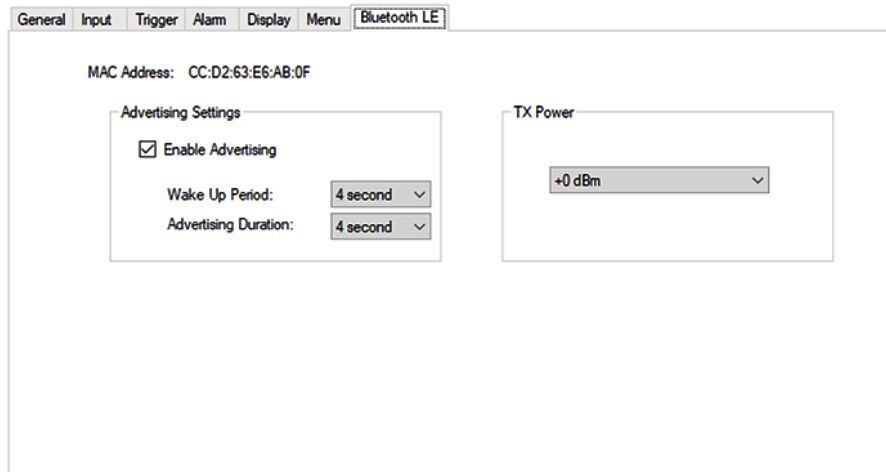 General Input Trigger Alarm Display Menu Bluetooth LE
MAC Address: CC:D2:63:E6:AB:0F
Advertising Settings
Enable Advertising
Wake Up Period: 4 second
Advertising Duration: 4 second
TX Power
+0 dBm